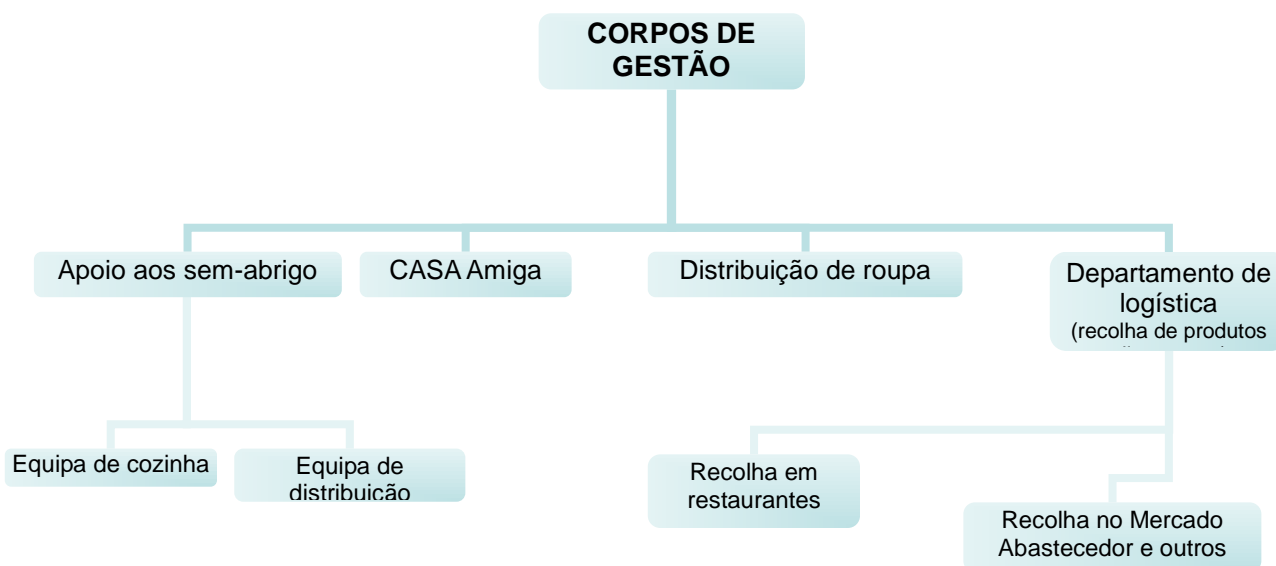 CORPOS DE
GESTÃO
Apoio aos sem-abrigo
CASA Amiga
Distribuição de roupa
Departamento de
logística
(recolha de produtos
Equipa de cozinha
Equipa de
distribuição
Recolha em
restaurantes
Recolha no Mercado
Abastecedor e outros